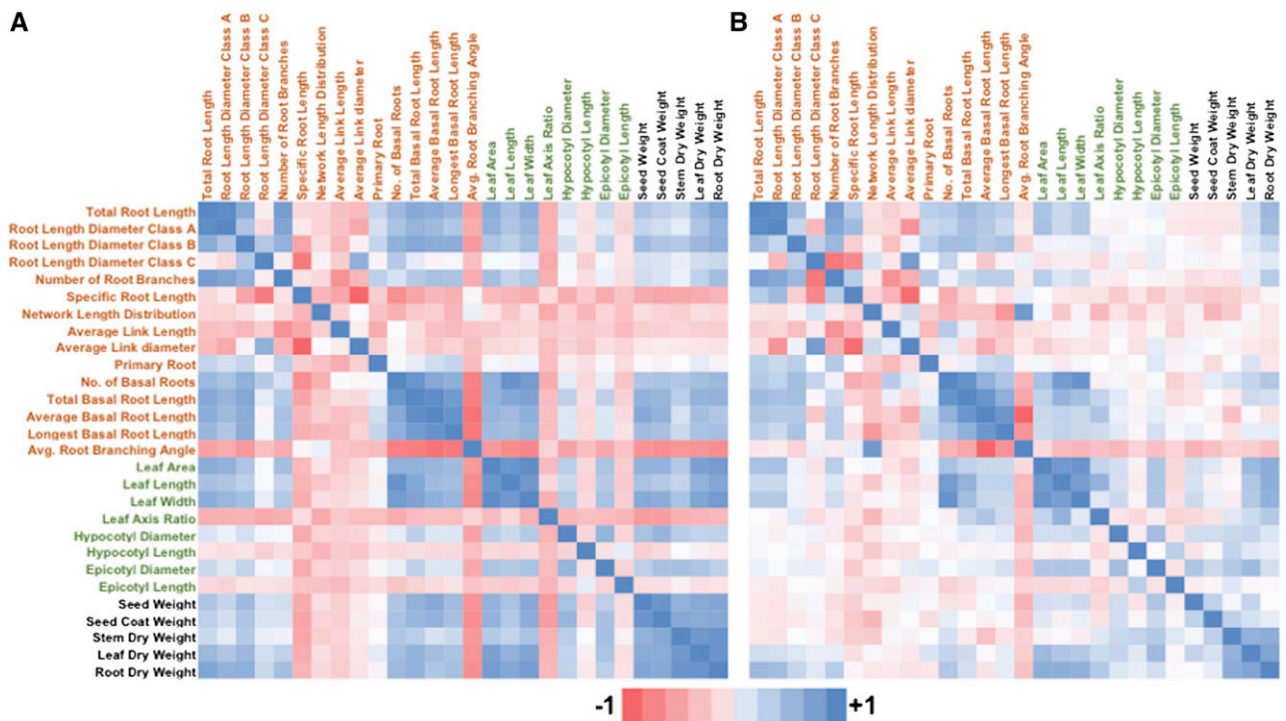 A
B
Total Root Length
Root Length Diameter Class A
Root Length Diameter Class B
Root Length Diameter Class C
Number of Root Branches
Specific Root Length
Network Length Distribution
Average Link Length
Average Link diameter
Primary Root
No. of Basal Roots
Total Basal Root Length
Average Basal Root Length
Longest Basal Root Length
Avg. Root Branching Angle
Leaf Area
Leaf Length
Leaf Width
Leaf Axis Ratio
Hypocotyl Diameter
Hypocotyl Length
Epicotyl Diameter
Epicotyl Length
Seed Weight
Seed Coat Weight
Stem Dry Weight
Leaf Dry Weight
Root Dry Weight
Total Root Length
Root Length Diameter Class A
Root Length Diameter Class B
Root Length Diameter Class C
Number of Root Branches
Specific Root Length
Network Length Distribution
Average Link Length
Average Link diameter
Primary Root
No. of Basal Roots
Total Basal Root Length
Average Basal Root Length
Longest Basal Root Length
Avg. Root Branching Angle
Leaf Area
Leaf Length
Leaf Width
Leaf Axis Ratio
Hypocotyl Diameter
Hypocotyl Length
Epicotyl Diameter
Epicotyl Length
Seed Weight
Seed Coat Weight
Stem Dry Weight
Leaf Dry Weight
Root Dry Weight
Total Root Length
Root Length Diameter Class A
Root Length Diameter Class B
Root Length Diameter Class C
Number of Root Branches
Specific Root Length
Network Length Distribution
Average Link Length
Average Link diameter
Primary Root
No. of Basal Roots
Total Basal Root Length
Average Basal Root Length
Longest Basal Root Length
Avg. Root Branching Angle
Leaf Area
Leaf Length
Leaf Width
Leaf Axis Ratio
Hypocotyl Diameter
Hypocotyl Length
Epicotyl Diameter
Epicotyl Length
Seed Weight
Seed Coat Weight
Stem Dry Weight
Leaf Dry Weight
Root Dry Weight
-1
+1